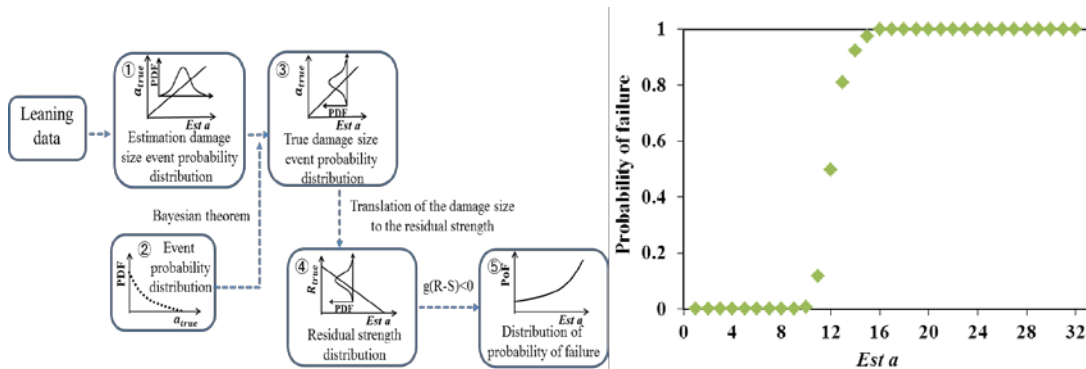 Leaning
data
①
PDF
a_true
Est a
Estimation damage
size event probability
distribution
③
a_true
PDF
Est a
True damage size
event probability
distribution
Bayesian theorem
Translation of the damage size
to the residual strength
②
Event
probability
distribution
PDF
a_true
④
R_true
PDF
Est a
Residual strength
distribution
g(R-S)<0
⑤
PoF
Est a
Distribution of
probability of failure
Probability of failure
1
0.8
0.6
0.4
0.2
0
0 4 8 12 16 20 24 28 32
Est a